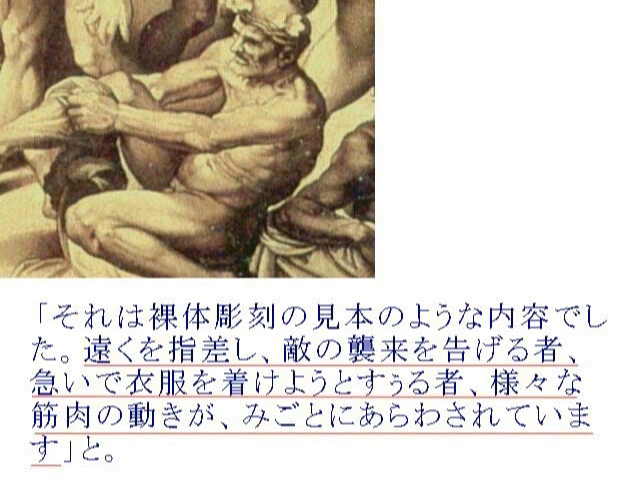 「それは裸体彫刻の見本のような内容でし
た。遠くを指差し、敵の襲来を告げる者、
急いで衣服を着けようとすぅる者、様々な
筋肉の動きが、みごとにあらわされていま
す」と。